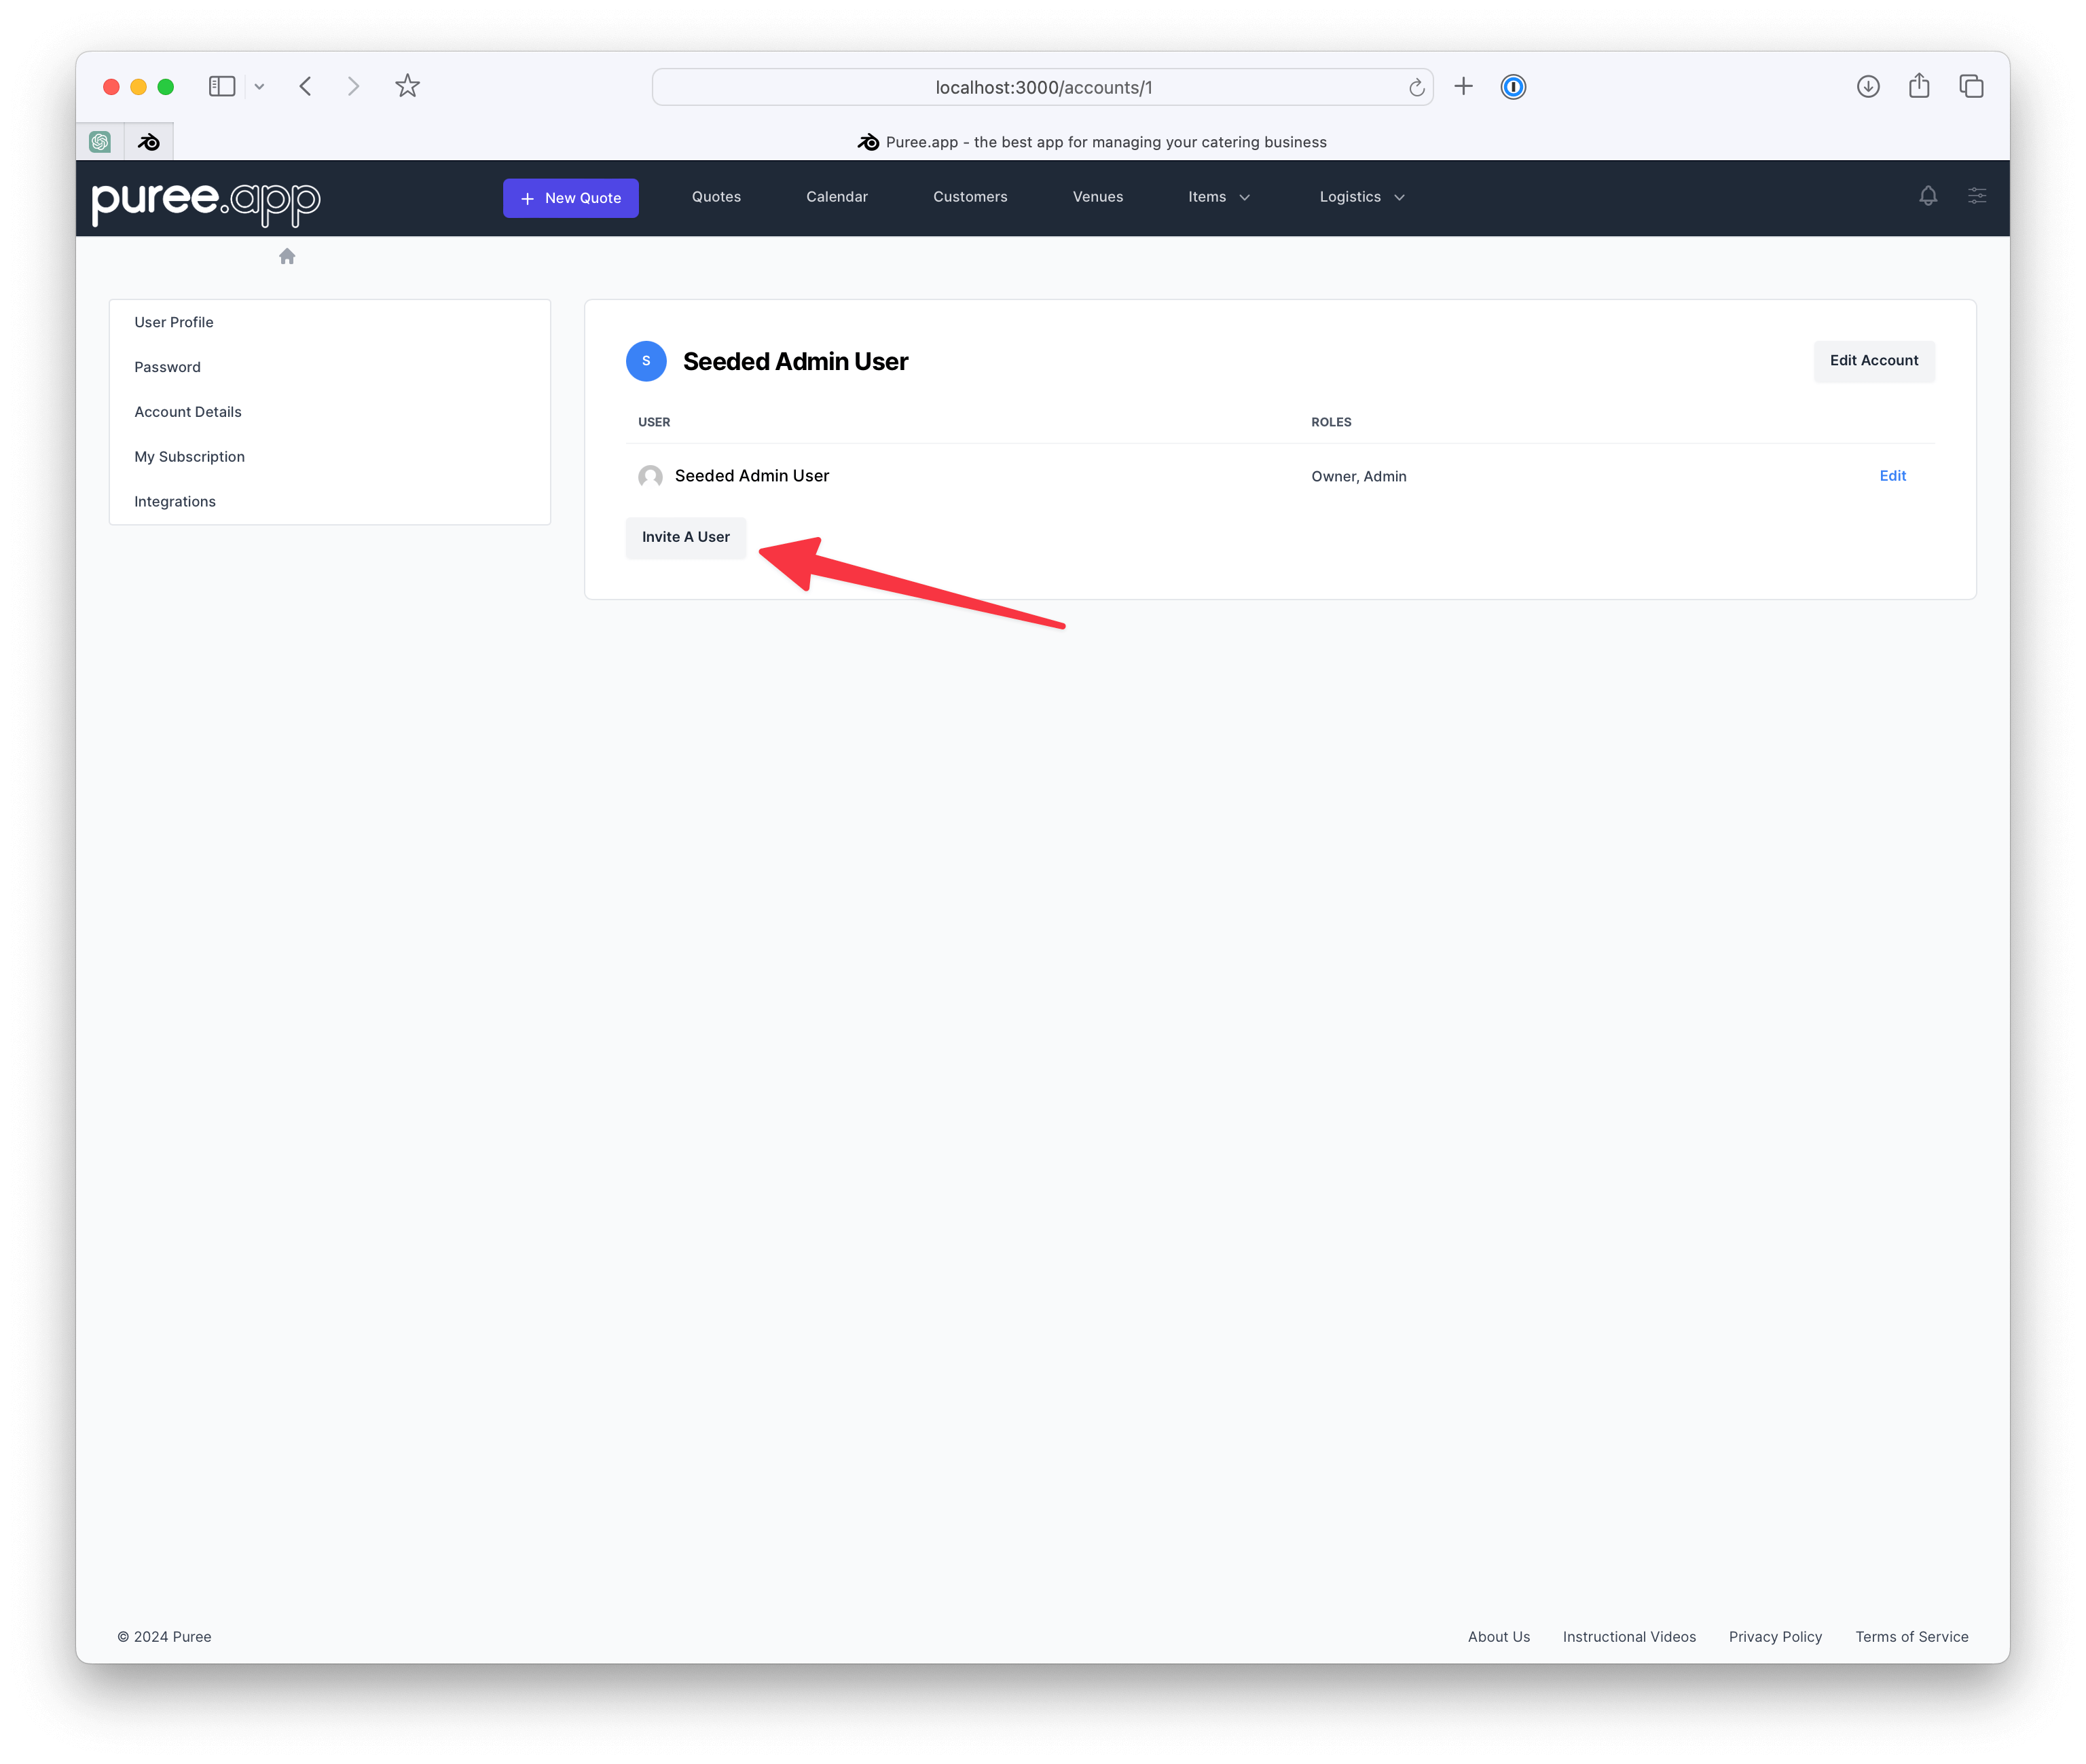 localhost:3000/accounts/1
Puree.app - the best app for managing your catering business
puree.app
New Quote
Quotes
Calendar
Customers
Venues
Items
Logistics
User Profile
Password
Account Details
My Subscription
Integrations
S
Seeded Admin User
Edit Account
USER
ROLES
Seeded Admin User
Owner, Admin
Edit
Invite A User
© 2024 Puree
About Us
Instructional Videos
Privacy Policy
Terms of Service